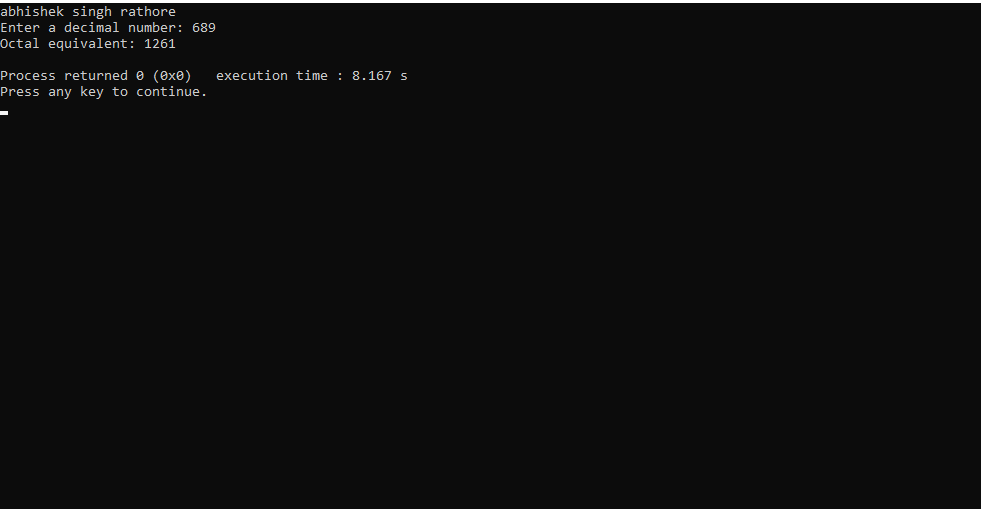 abhishek singh rathore
Enter a decimal number: 689
Octal equivalent: 1261
Process returned 0 (0x0)   execution time : 8.167 s
Press any key to continue.